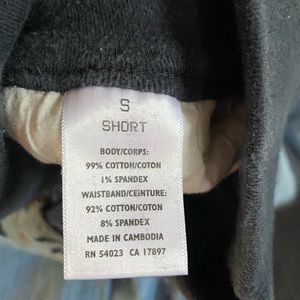 S
SHORT
BODY/CORPS:
99% COTTON/COTON
1% SPANDEX
WAISTBAND/CEINTURE:
92% COTTON/COTON
8% SPANDEX
MADE IN CAMBODIA
RN 54023 CA 17897